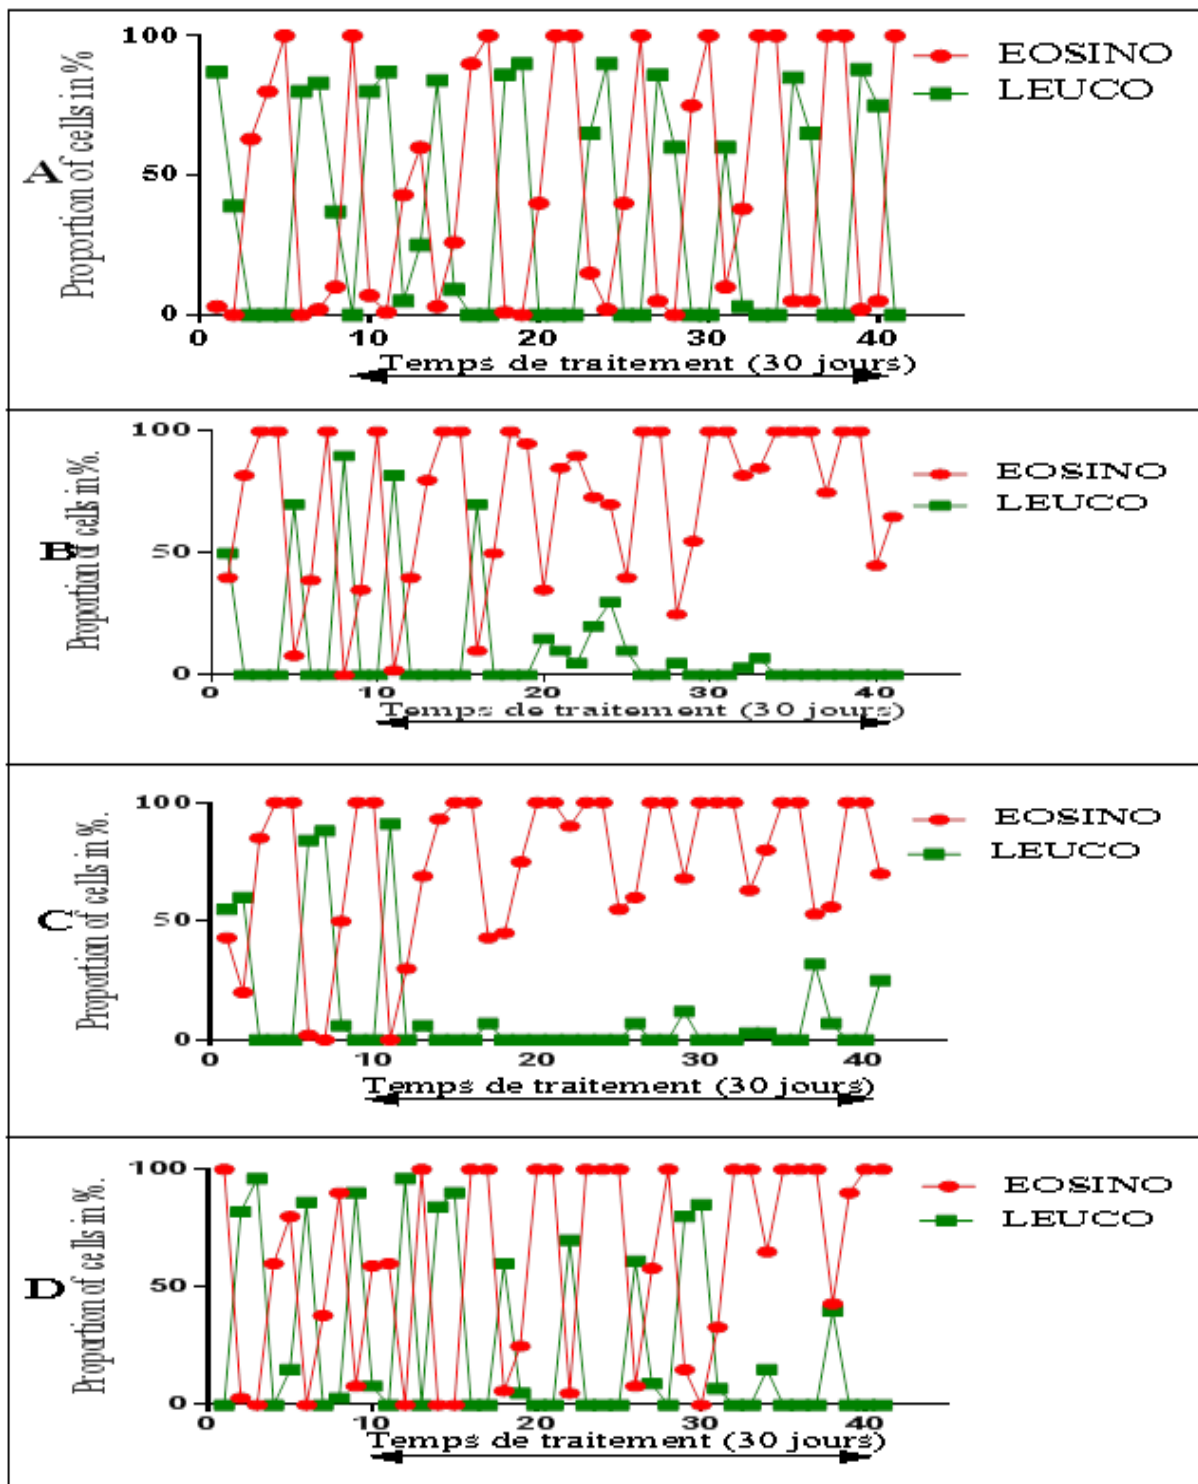 A
Proportion of cells in %
100
50
0
0 10 20 30 40
Temps de traitement (30 jours)
EOSINO
LEUCO
B
Proportion of cells in %.
100
50
0
0 10 20 30 40
Temps de traitement (30 jours)
EOSINO
LEUCO
C
Proportion of cells in %.
100
50
0
0 10 20 30 40
Temps de traitement (30 jours)
EOSINO
LEUCO
D
Proportion of cells in %.
100
50
0
0 10 20 30 40
Temps de traitement (30 jours)
EOSINO
LEUCO